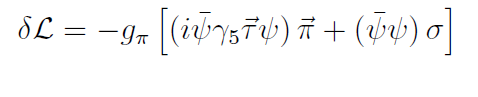 δℒ = −g_π [(iψ̄γ₅τ⃗ψ) π⃗ + (ψ̄ψ) σ]